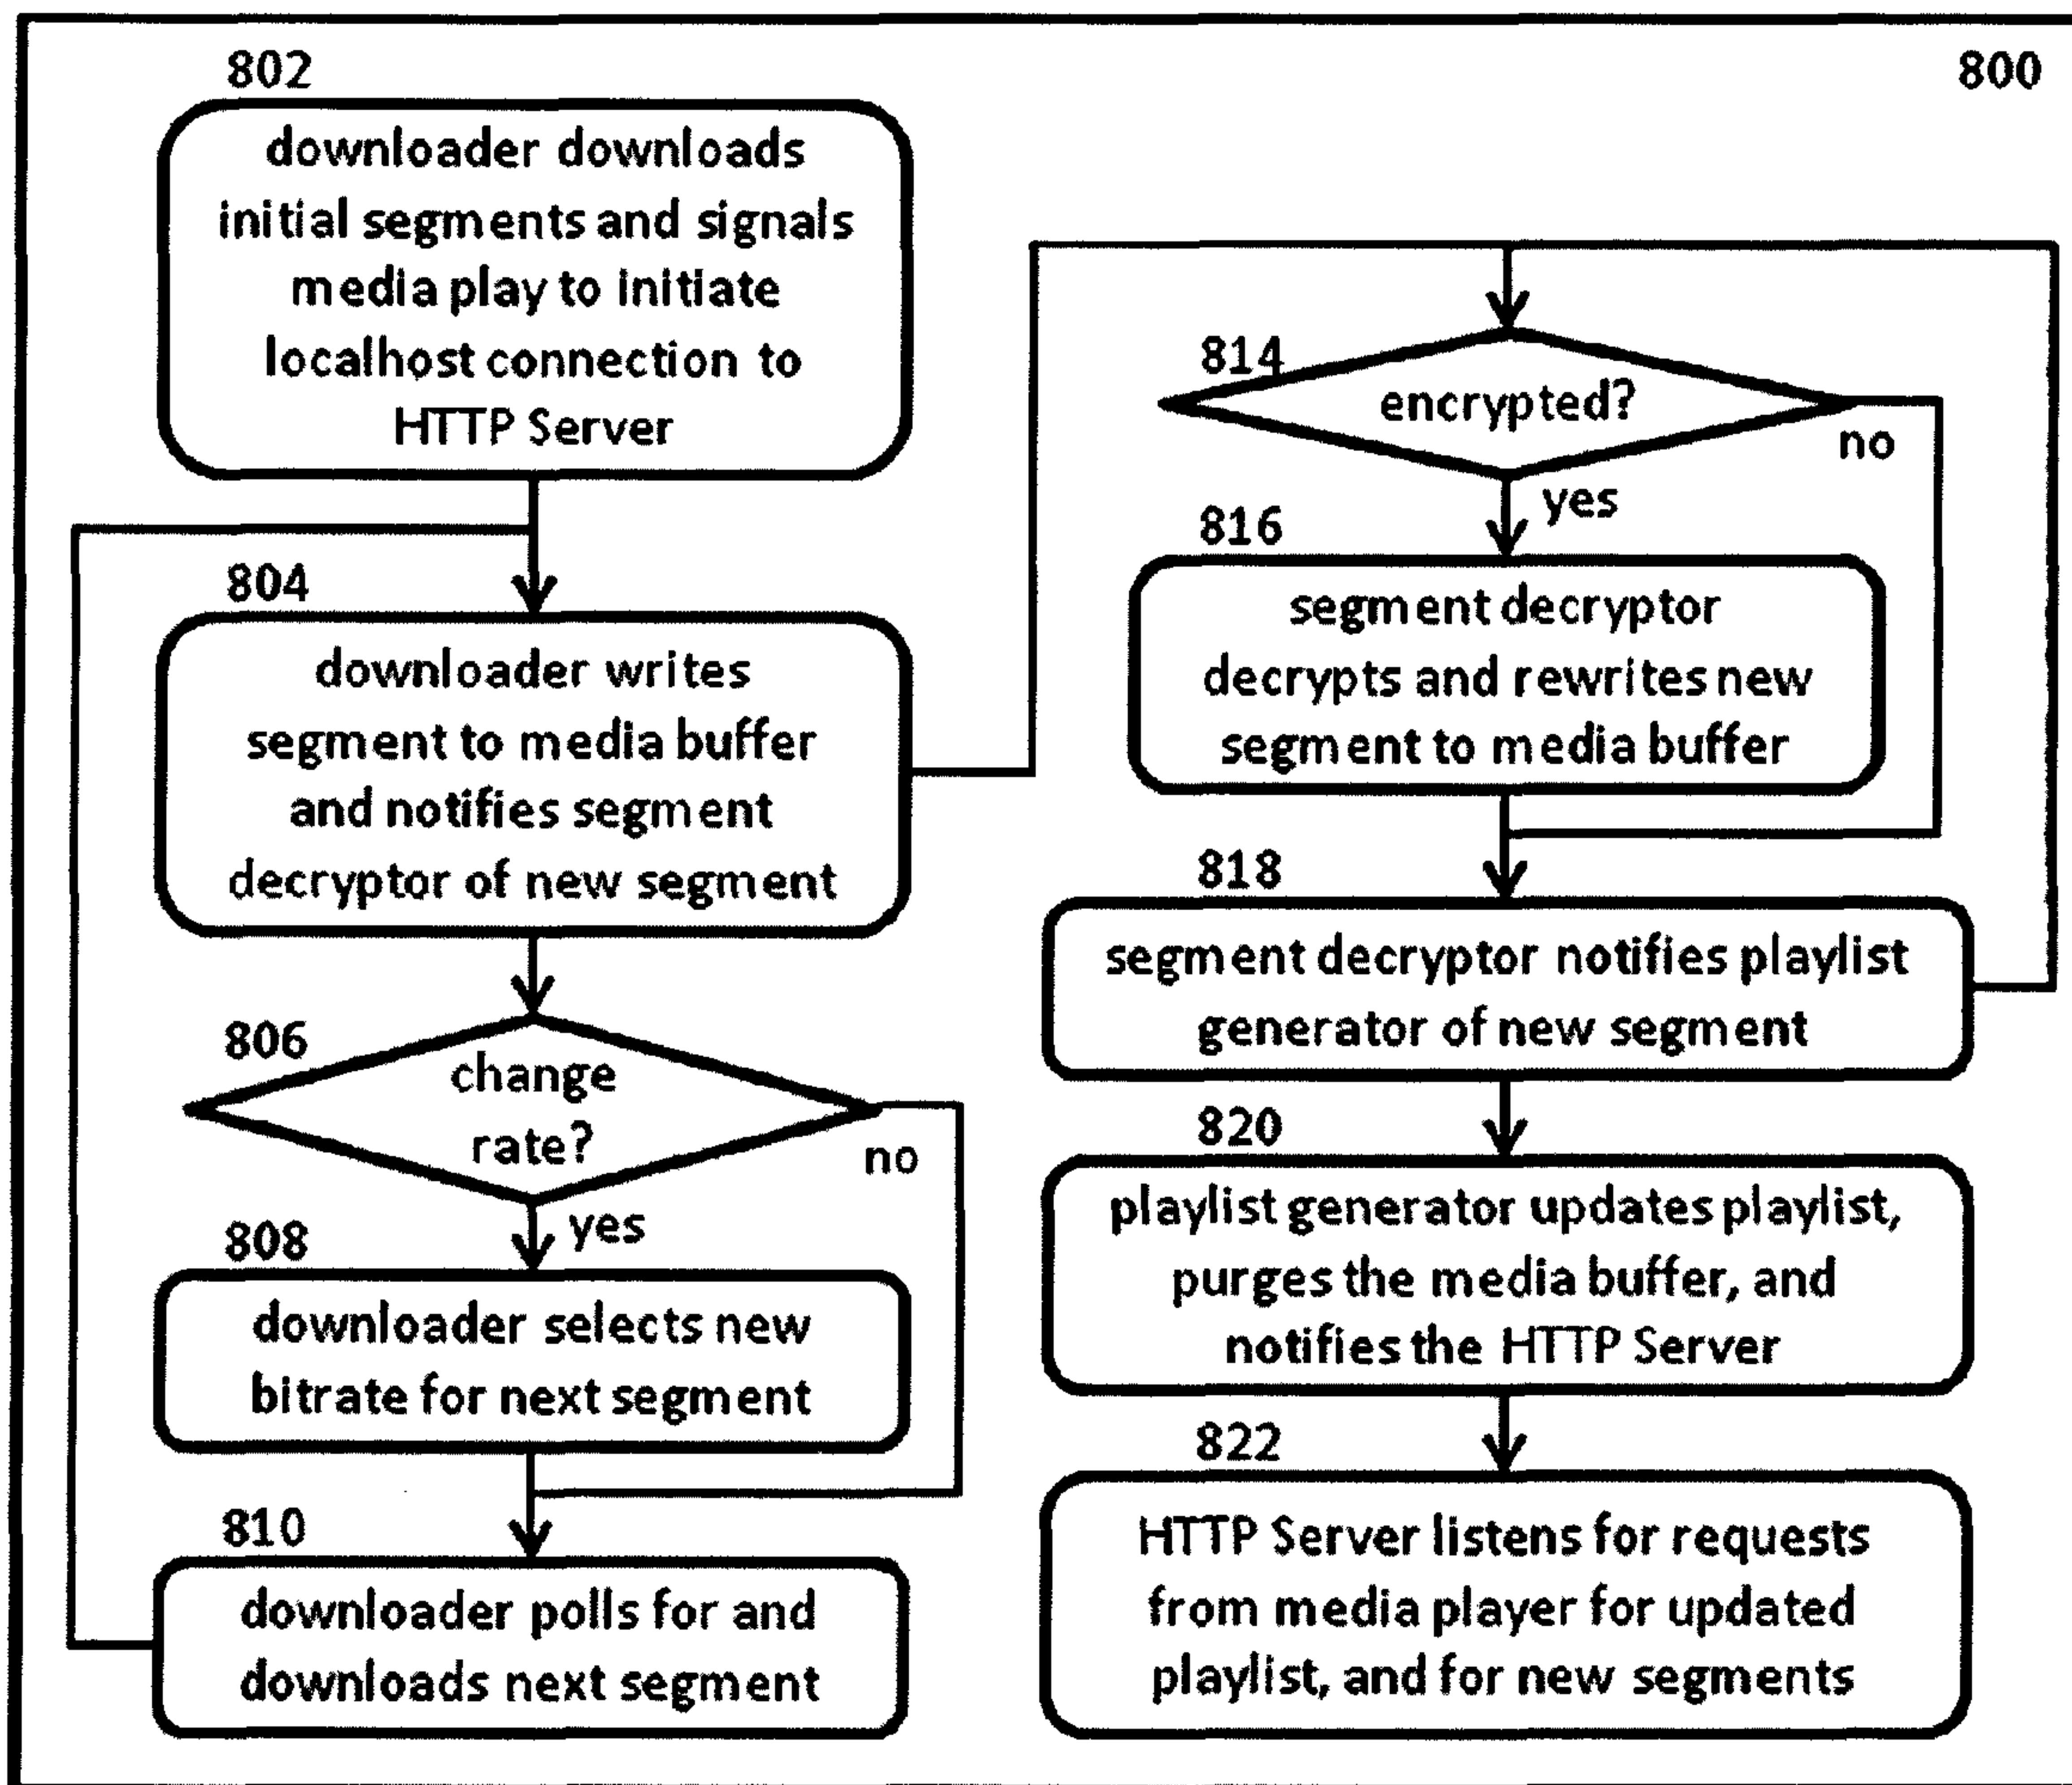 800
802
downloader downloads
initial segments and signals
media play to initiate
localhost connection to
HTTP Server
804
downloader writes
segment to media buffer
and notifies segment
decryptor of new segment
806
change
rate?
no
yes
808
downloader selects new
bitrate for next segment
810
downloader polls for and
downloads next segment
814
encrypted?
no
yes
816
segment decryptor
decrypts and rewrites new
segment to media buffer
818
segment decryptor notifies playlist
generator of new segment
820
playlist generator updates playlist,
purges the media buffer, and
notifies the HTTP Server
822
HTTP Server listens for requests
from media player for updated
playlist, and for new segments